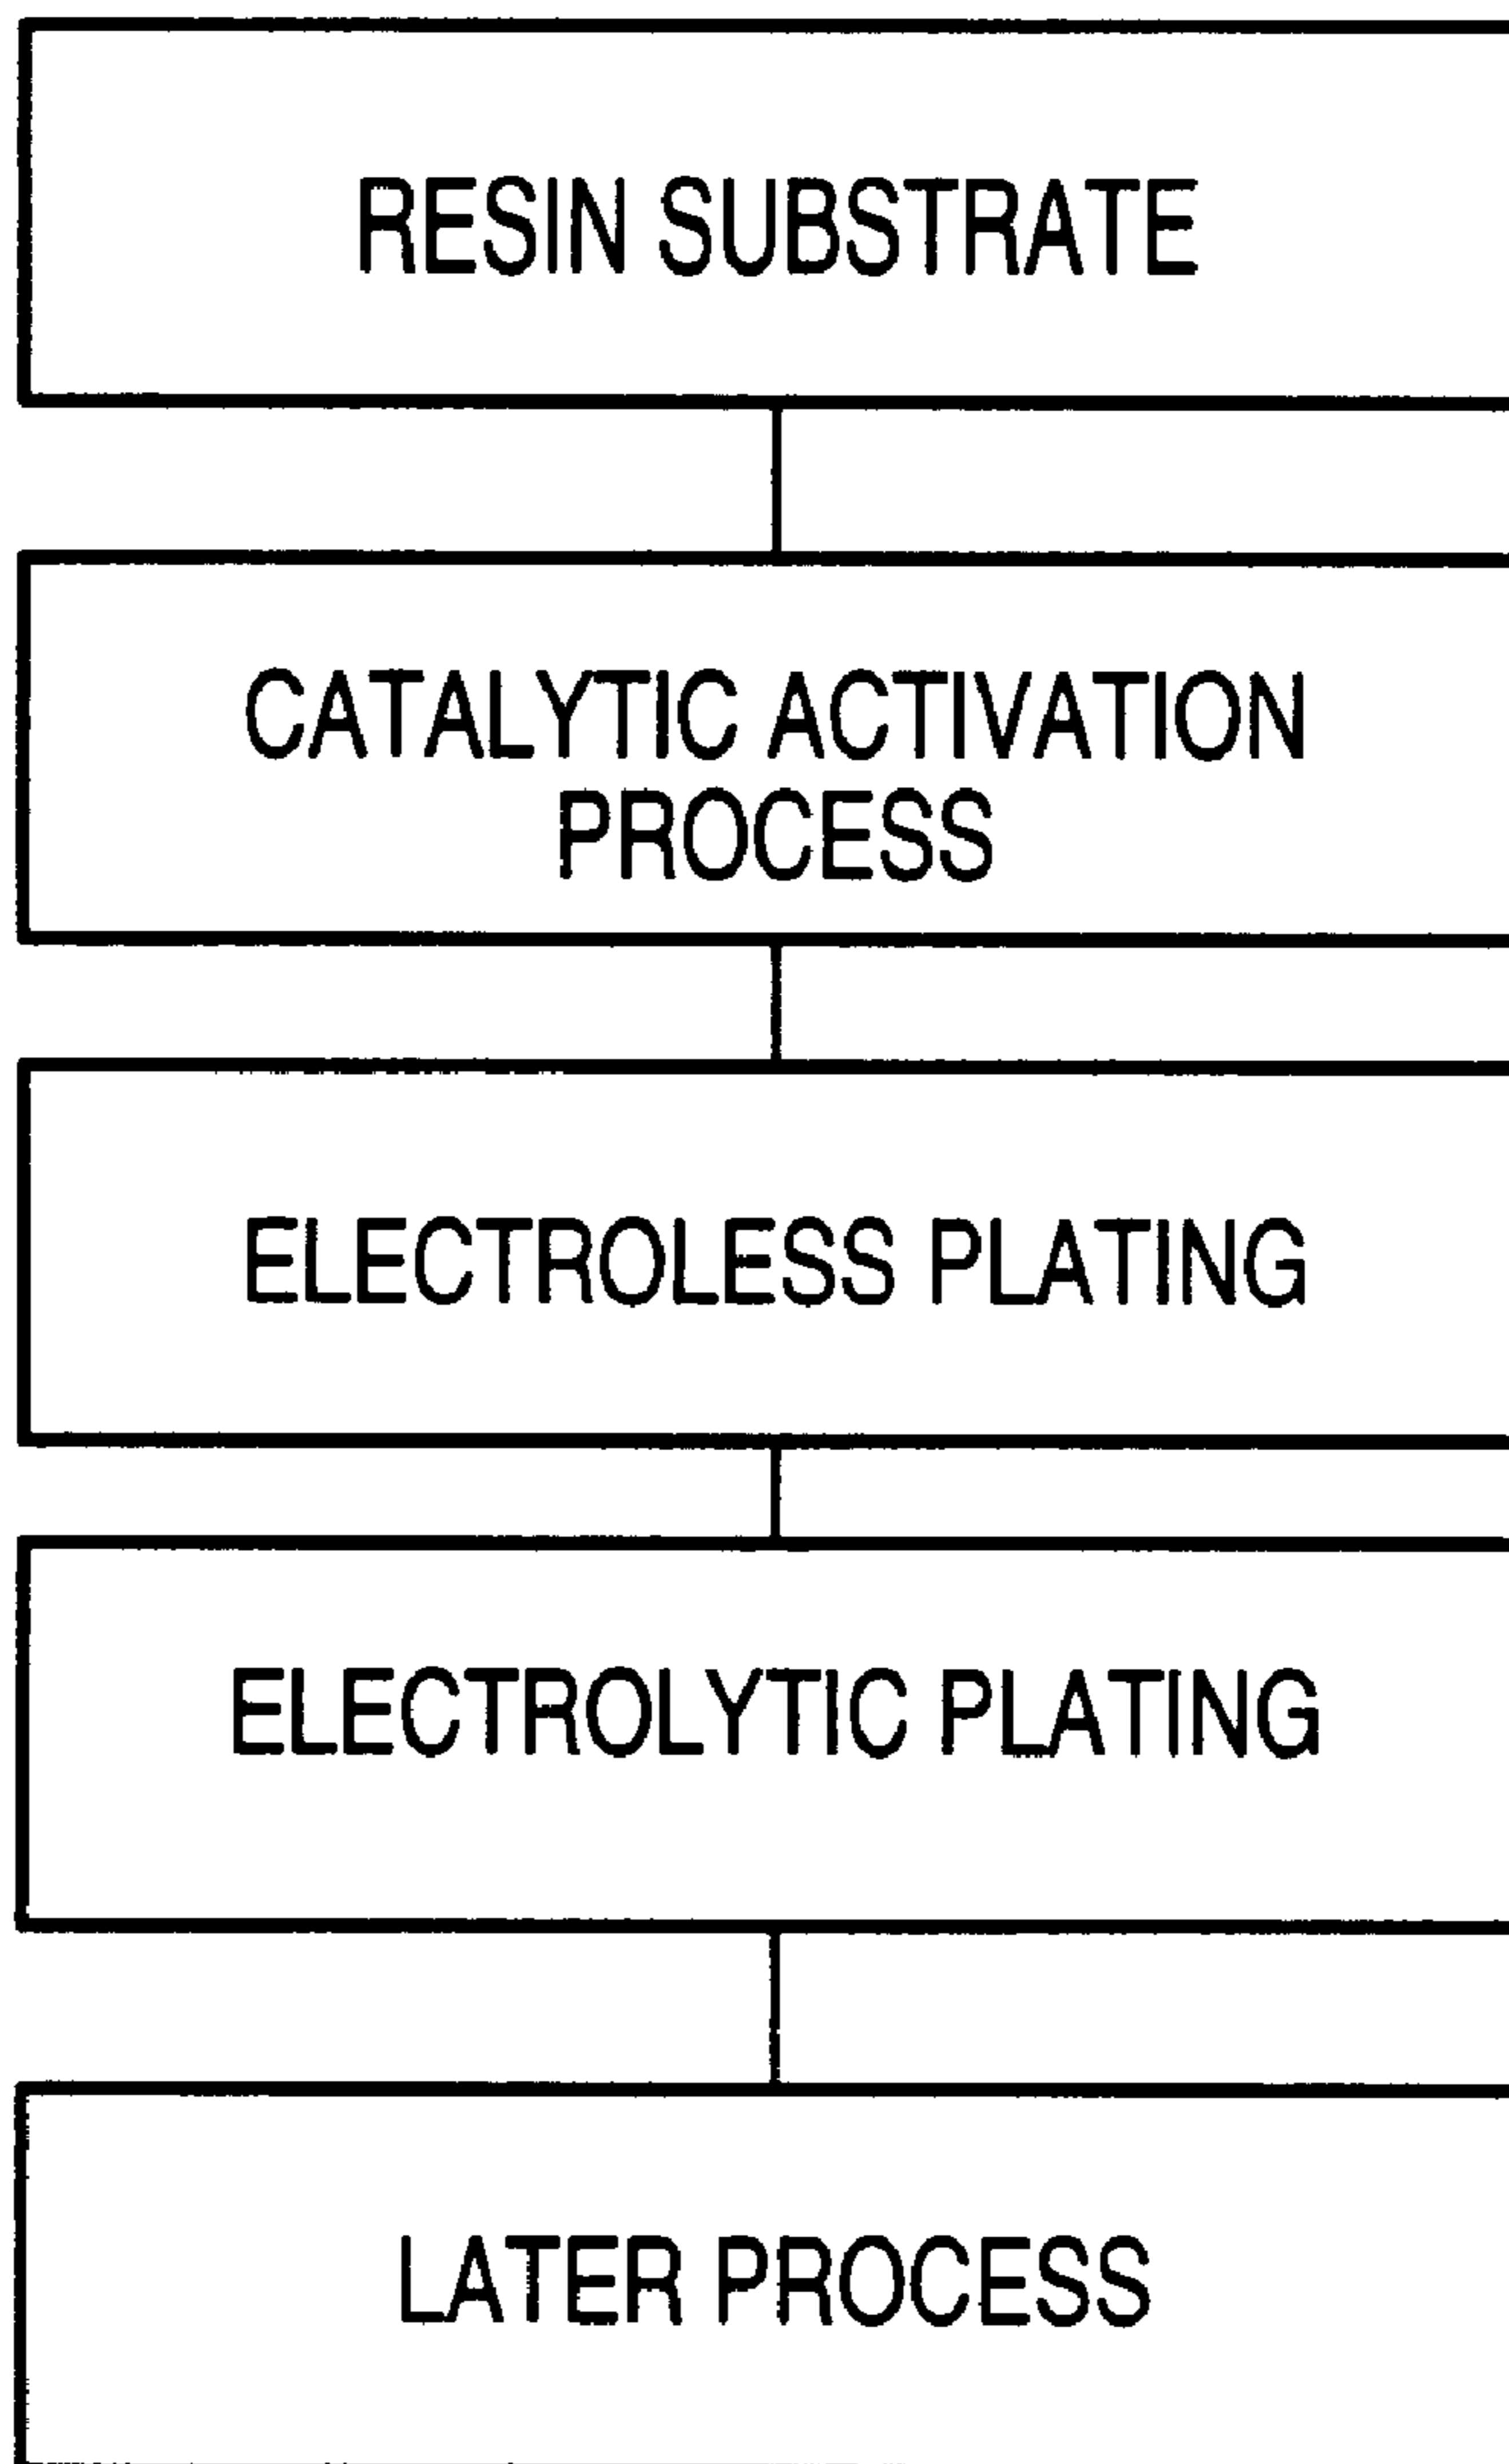 RESIN SUBSTRATE
CATALYTIC ACTIVATION
PROCESS
ELECTROLESS PLATING
ELECTROLYTIC PLATING
LATER PROCESS